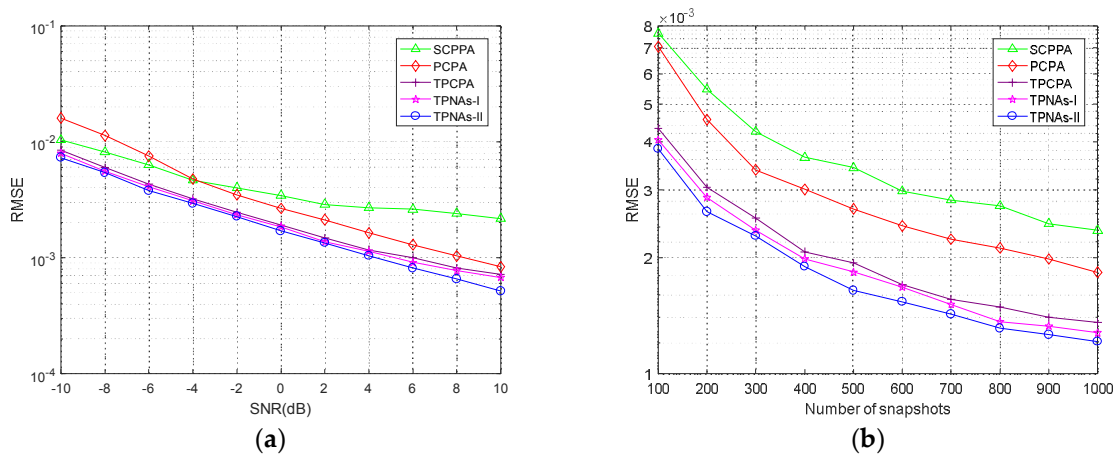 10^-1
10^-2
10^-3
10^-4
RMSE
-10 -8 -6 -4 -2 0 2 4 6 8 10
SNR(dB)
SCPPA
PCPA
TPCPA
TPNAs-I
TPNAs-II
(a)
×10^-3
8
7
6
5
4
3
2
1
RMSE
100 200 300 400 500 600 700 800 900 1000
Number of snapshots
SCPPA
PCPA
TPCPA
TPNAs-I
TPNAs-II
(b)